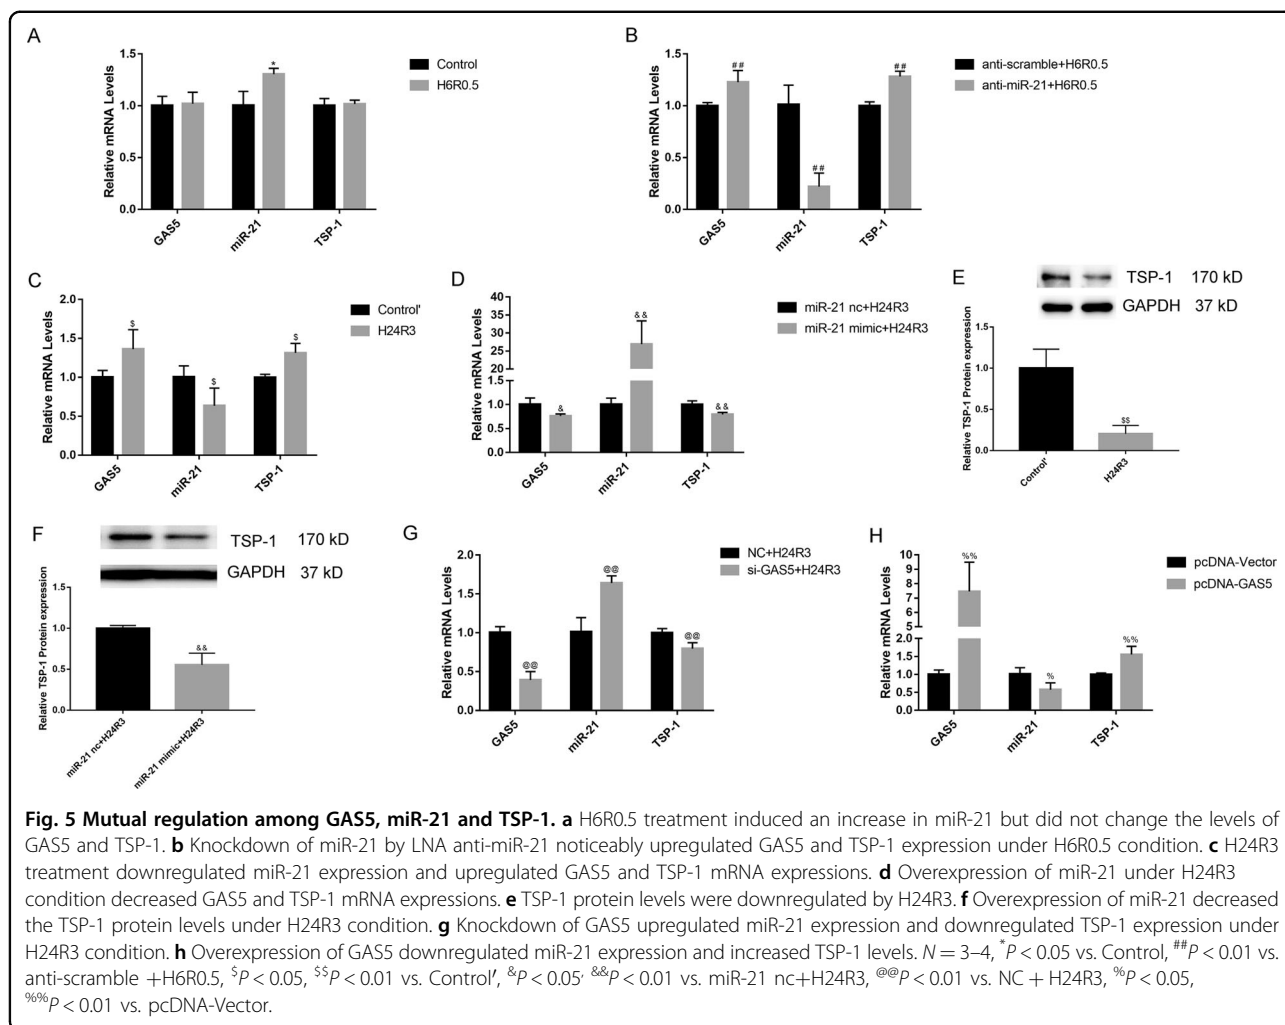 A
Relative mRNA Levels
1.5
1.0
0.5
0.0
*
GAS5
miR-21
TSP-1
Control
H6R0.5
B
Relative mRNA Levels
1.5
1.0
0.5
0.0
##
##
##
GAS5
miR-21
TSP-1
anti-scramble+H6R0.5
anti-miR-21+H6R0.5
C
Relative mRNA Levels
2.0
1.5
1.0
0.5
0.0
$
$
$
GAS5
miR-21
TSP-1
Control'
H24R3
D
Relative mRNA Levels
40
35
30
25
20
15
1.0
0.5
0.0
&
&&
&&
GAS5
miR-21
TSP-1
miR-21 nc+H24R3
miR-21 mimic+H24R3
E
TSP-1 170 kD
GAPDH 37 kD
Relative TSP-1 Protein expression
1.5
1.0
0.5
0.0
$$
Control'
H24R3
F
TSP-1 170 kD
GAPDH 37 kD
Relative TSP-1 Protein expression
1.5
1.0
0.5
0.0
&&
miR-21 nc+H24R3
miR-21 mimic+H24R3
G
Relative mRNA Levels
2.0
1.5
1.0
0.5
0.0
@@
@@
@@
GAS5
miR-21
TSP-1
NC+H24R3
si-GAS5+H24R3
H
Relative mRNA Levels
10
9
8
7
6
5
2.0
1.5
1.0
0.5
0.0
%%
%
%%
GAS5
miR-21
TSP-1
pcDNA-Vector
pcDNA-GAS5
Fig. 5 Mutual regulation among GAS5, miR-21 and TSP-1. a H6R0.5 treatment induced an increase in miR-21 but did not change the levels of
GAS5 and TSP-1. b Knockdown of miR-21 by LNA anti-miR-21 noticeably upregulated GAS5 and TSP-1 expression under H6R0.5 condition. c H24R3
treatment downregulated miR-21 expression and upregulated GAS5 and TSP-1 mRNA expressions. d Overexpression of miR-21 under H24R3
condition decreased GAS5 and TSP-1 mRNA expressions. e TSP-1 protein levels were downregulated by H24R3. f Overexpression of miR-21 decreased
the TSP-1 protein levels under H24R3 condition. g Knockdown of GAS5 upregulated miR-21 expression and downregulated TSP-1 expression under
H24R3 condition. h Overexpression of GAS5 downregulated miR-21 expression and increased TSP-1 levels. N = 3–4, *P < 0.05 vs. Control, ##P < 0.01 vs.
anti-scramble +H6R0.5, $P < 0.05, $$P < 0.01 vs. Control′, &P < 0.05, &&P < 0.01 vs. miR-21 nc+H24R3, @@P < 0.01 vs. NC + H24R3, %P < 0.05,
%%P < 0.01 vs. pcDNA-Vector.